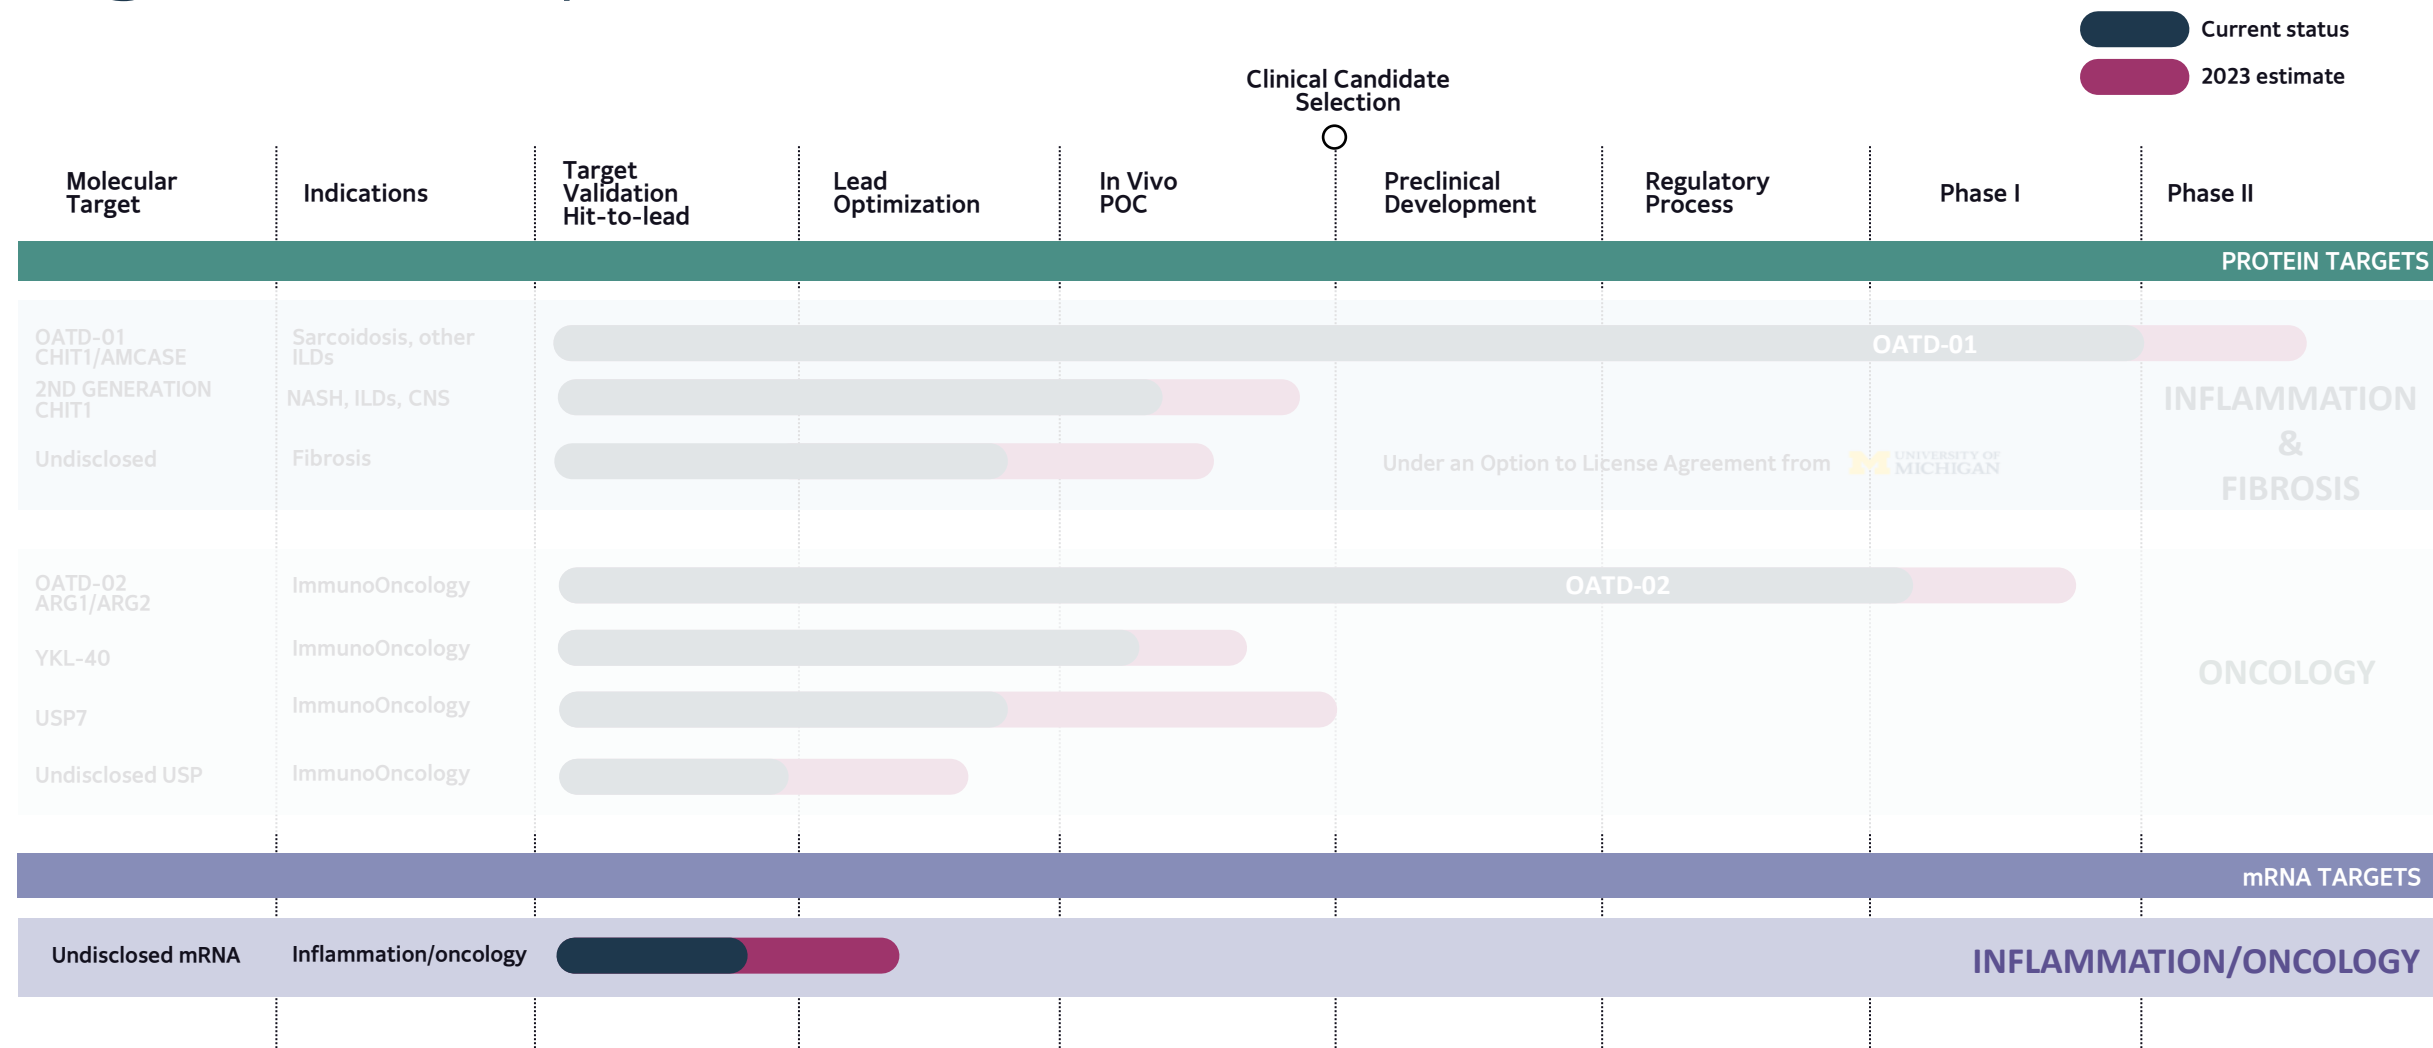 Current status
2023 estimate
Clinical Candidate
Selection
Molecular
Target
Indications
Target
Validation
Hit-to-lead
Lead
Optimization
In Vivo
POC
Preclinical
Development
Regulatory
Process
Phase I
Phase II
PROTEIN TARGETS
OATD-01
CHIT1/AMCASE
Sarcoidosis, other
ILDs
OATD-01
2ND GENERATION
CHIT1
NASH, ILDs, CNS
Undisclosed
Fibrosis
Under an Option to License Agreement from
UNIVERSITY OF
MICHIGAN
INFLAMMATION
&
FIBROSIS
OATD-02
ARG1/ARG2
ImmunoOncology
OATD-02
YKL-40
ImmunoOncology
USP7
ImmunoOncology
Undisclosed USP
ImmunoOncology
ONCOLOGY
mRNA TARGETS
Undisclosed mRNA
Inflammation/oncology
INFLAMMATION/ONCOLOGY